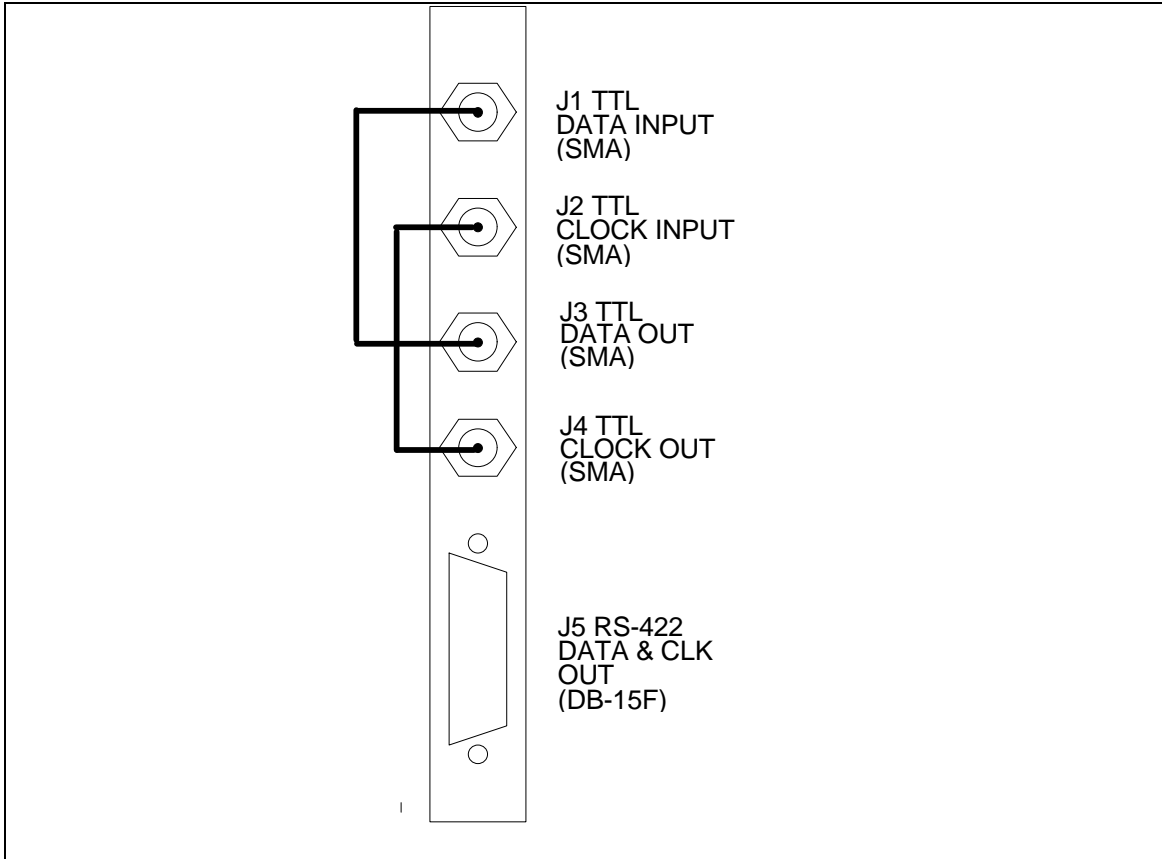 J1 TTL
DATA INPUT
(SMA)
J2 TTL
CLOCK INPUT
(SMA)
J3 TTL
DATA OUT
(SMA)
J4 TTL
CLOCK OUT
(SMA)
J5 RS-422
DATA & CLK
OUT
(DB-15F)